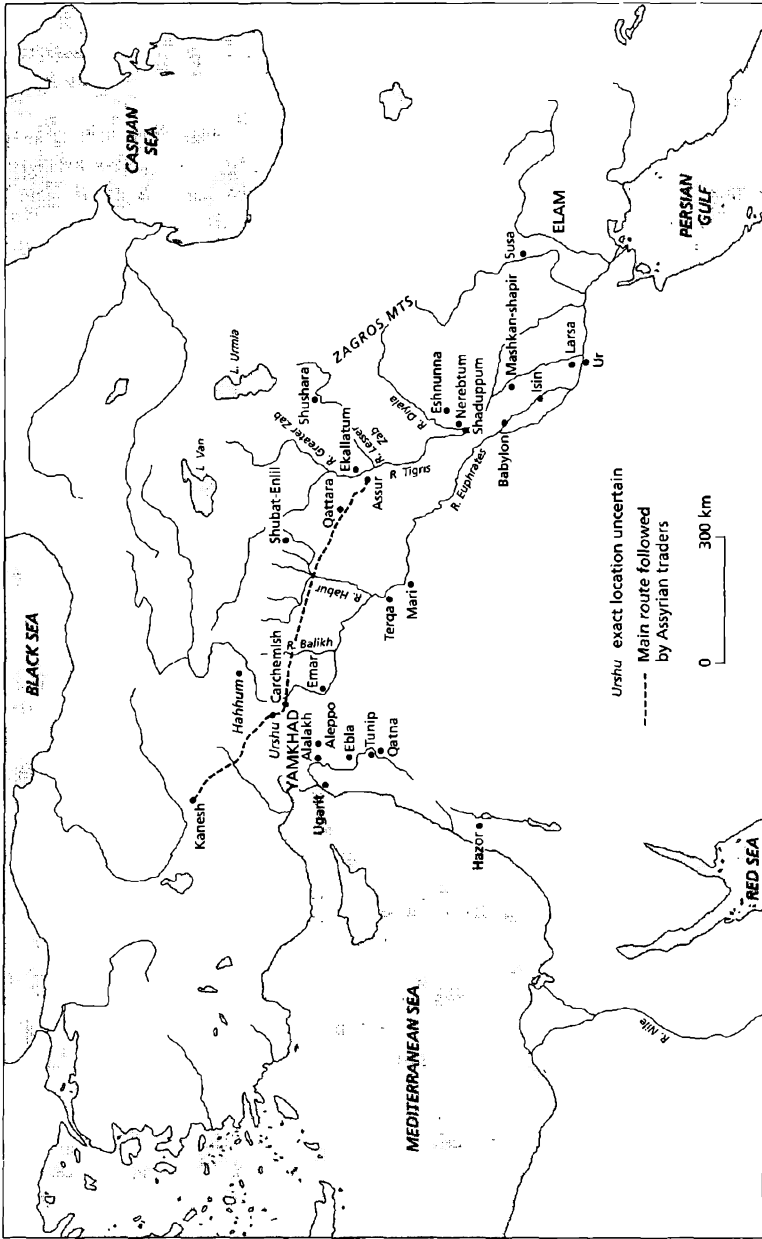 BLACK SEA
CASPIAN
SEA
L. Van
L. Urmia
Kanesh
Hahhum
Urshu
Carchemish
YAMKHAD
Alalakh
Aleppo
Ebla
Tunip
Qatna
Ugarit
Emar
R. Balikh
R. Habur
Terqa
Mari
Shubat-Enlil
Qattara
Assur
Ekallatum
R. Greater Zab
R. Lesser
Zab
Shushara
ZAGROS MTS
R. Tigris
R. Diyala
Eshnunna
Nerebtum
Shaduppum
R. Euphrates
Babylon
Mashkan-shapir
Isin
Larsa
Ur
Susa
ELAM
PERSIAN
GULF
Hazor
MEDITERRANEAN SEA
R. Nile
RED SEA
Urshu exact location uncertain
Main route followed
by Assyrian traders
0 300 km